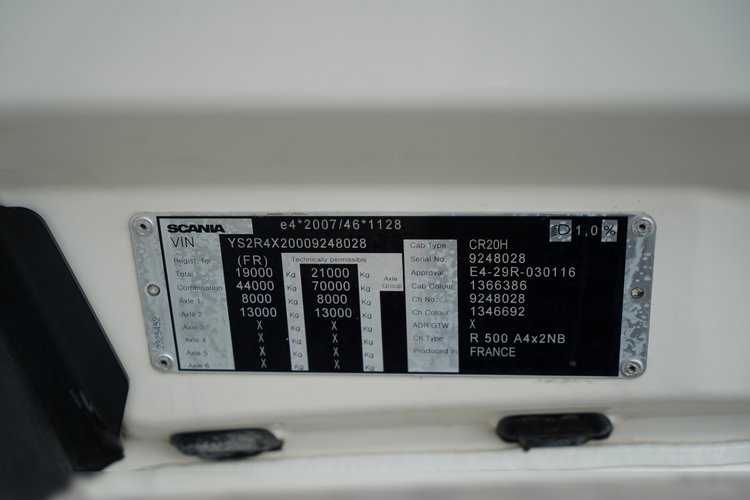 SCANIA e4*2007/46*1128 1,0%
VIN YS2R4X20009248028
Regist. for (FR) Technically permissible
Total 19000 Kg 21000 Kg Axle Group
Combination 44000 Kg 70000 Kg
Axle 1 8000 Kg 8000 Kg
Axle 2 13000 Kg 13000 Kg
Axle 3 X Kg X Kg
Axle 4 X Kg X Kg
Axle 5 X Kg X Kg
Axle 6 X Kg X Kg
Cab Type CR20H
Serial No. 9248028
Approval E4-29R-030116
Cab Colour 1366386
Ch No. 9248028
Ch Colour 1346692
ADR GTW X
Ch Type R 500 A4x2NB
Produced in FRANCE
2025452